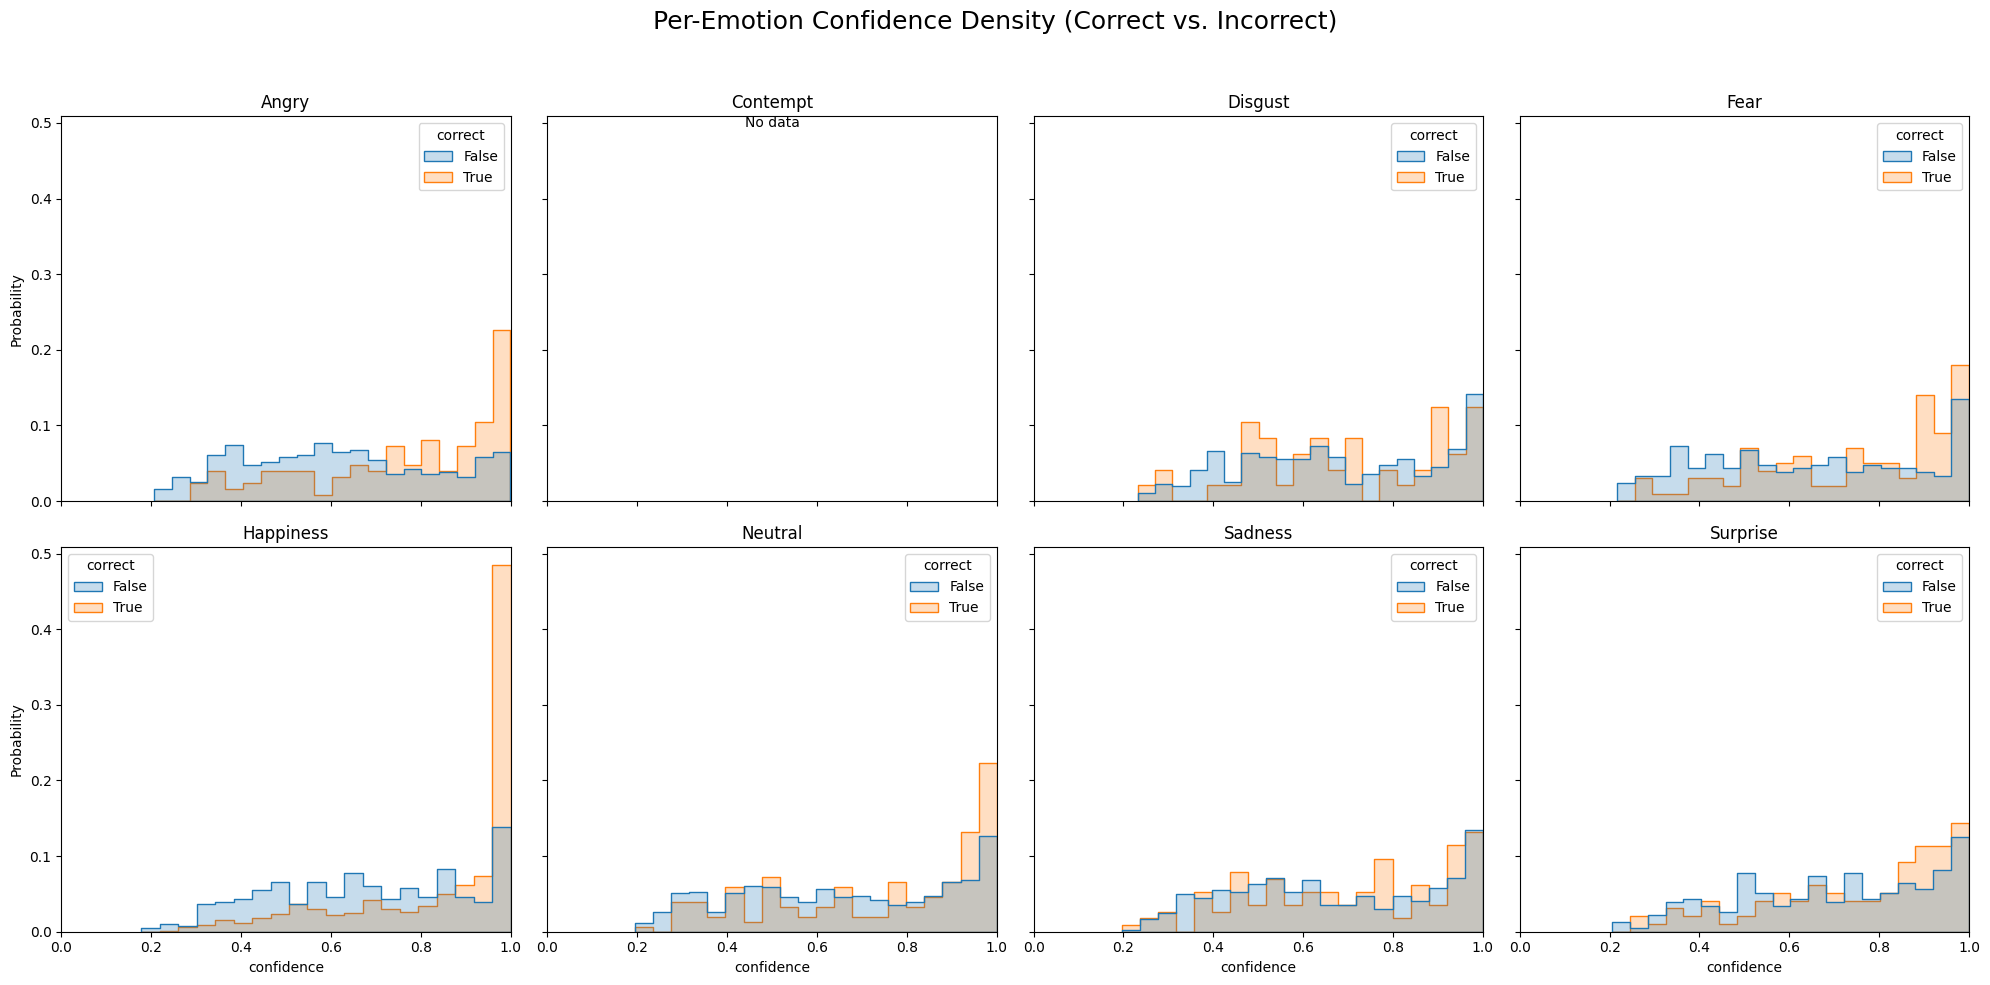 Per-Emotion Confidence Density (Correct vs. Incorrect)
Angry
Contempt
Disgust
Fear
0.5
0.4
0.3
0.2
0.1
0.0
Probability
correct
False
True
No data
correct
False
True
correct
False
True
Happiness
Neutral
Sadness
Surprise
0.5
0.4
0.3
0.2
0.1
0.0
Probability
correct
False
True
correct
False
True
correct
False
True
correct
False
True
0.0 0.2 0.4 0.6 0.8 1.0
confidence
0.0 0.2 0.4 0.6 0.8 1.0
confidence
0.0 0.2 0.4 0.6 0.8 1.0
confidence
0.0 0.2 0.4 0.6 0.8 1.0
confidence